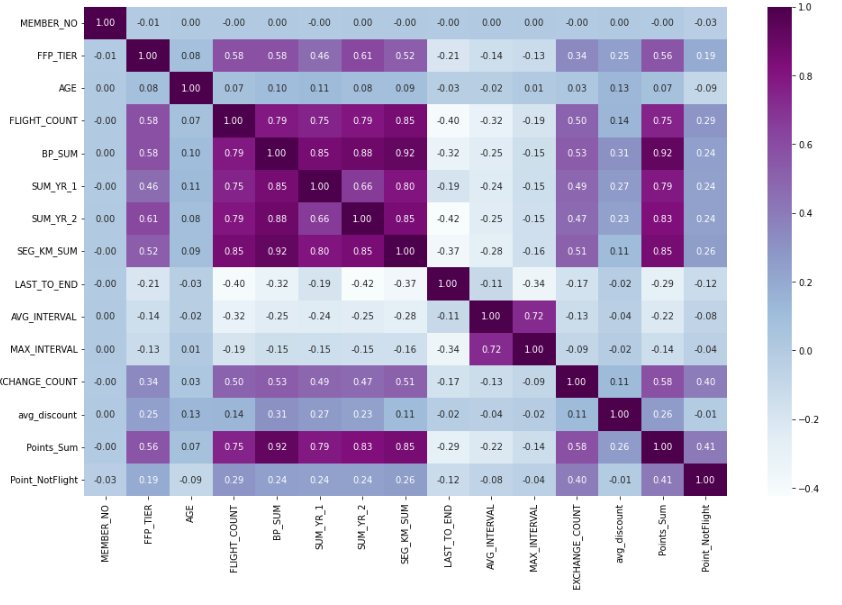 MEMBER_NO 1.00 -0.01 0.00 -0.00 0.00 -0.00 0.00 -0.00 -0.00 0.00 0.00 -0.00 0.00 -0.00 -0.03
FFP_TIER -0.01 1.00 0.08 0.58 0.58 0.46 0.61 0.52 -0.21 -0.14 -0.13 0.34 0.25 0.56 0.19
AGE 0.00 0.08 1.00 0.07 0.10 0.11 0.08 0.09 -0.03 -0.02 0.01 0.03 0.13 0.07 -0.09
FLIGHT_COUNT -0.00 0.58 0.07 1.00 0.79 0.75 0.79 0.85 -0.40 -0.32 -0.19 0.50 0.14 0.75 0.29
BP_SUM -0.00 0.58 0.10 0.79 1.00 0.85 0.88 0.92 -0.32 -0.25 -0.15 0.53 0.31 0.92 0.24
SUM_YR_1 -0.00 0.46 0.11 0.75 0.85 1.00 0.66 0.80 -0.19 -0.24 -0.15 0.49 0.27 0.79 0.24
SUM_YR_2 0.00 0.61 0.08 0.79 0.88 0.66 1.00 0.85 -0.42 -0.25 -0.15 0.47 0.23 0.83 0.24
SEG_KM_SUM -0.00 0.52 0.09 0.85 0.92 0.80 0.85 1.00 -0.37 -0.28 -0.16 0.51 0.11 0.85 0.26
LAST_TO_END -0.00 -0.21 -0.03 -0.40 -0.32 -0.19 -0.42 -0.37 1.00 -0.11 -0.34 -0.17 -0.02 -0.29 -0.12
AVG_INTERVAL 0.00 -0.14 -0.02 -0.32 -0.25 -0.24 -0.25 -0.28 -0.11 1.00 0.72 -0.13 -0.04 -0.22 -0.08
MAX_INTERVAL 0.00 -0.13 0.01 -0.19 -0.15 -0.15 -0.15 -0.16 -0.34 0.72 1.00 -0.09 -0.02 -0.14 -0.04
XCHANGE_COUNT -0.00 0.34 0.03 0.50 0.53 0.49 0.47 0.51 -0.17 -0.13 -0.09 1.00 0.11 0.58 0.40
avg_discount 0.00 0.25 0.13 0.14 0.31 0.27 0.23 0.11 -0.02 -0.04 -0.02 0.11 1.00 0.26 -0.01
Points_Sum -0.00 0.56 0.07 0.75 0.92 0.79 0.83 0.85 -0.29 -0.22 -0.14 0.58 0.26 1.00 0.41
Point_NotFlight -0.03 0.19 -0.09 0.29 0.24 0.24 0.24 0.26 -0.12 -0.08 -0.04 0.40 -0.01 0.41 1.00
MEMBER_NO
FFP_TIER
AGE
FLIGHT_COUNT
BP_SUM
SUM_YR_1
SUM_YR_2
SEG_KM_SUM
LAST_TO_END
AVG_INTERVAL
MAX_INTERVAL
EXCHANGE_COUNT
avg_discount
Points_Sum
Point_NotFlight
1.0
0.8
0.6
0.4
0.2
0.0
−0.2
−0.4